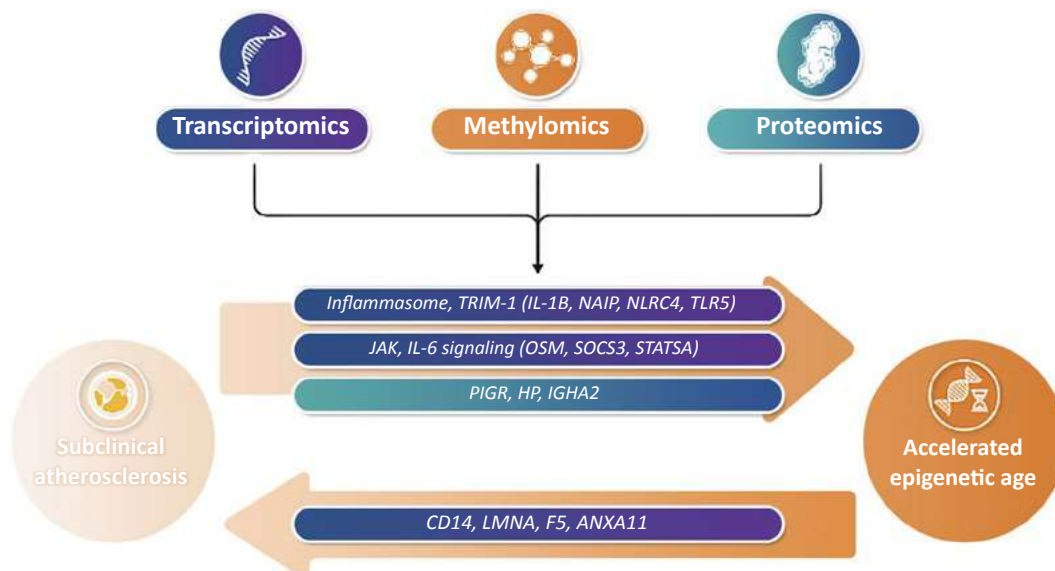 Transcriptomics
Methylomics
Proteomics
Inflammasome, TRIM-1 (IL-1B, NAIP, NLRC4, TLR5)
JAK, IL-6 signaling (OSM, SOCS3, STATSA)
PIGR, HP, IGHA2
Subclinical
atherosclerosis
Accelerated
epigenetic age
CD14, LMNA, F5, ANXA11